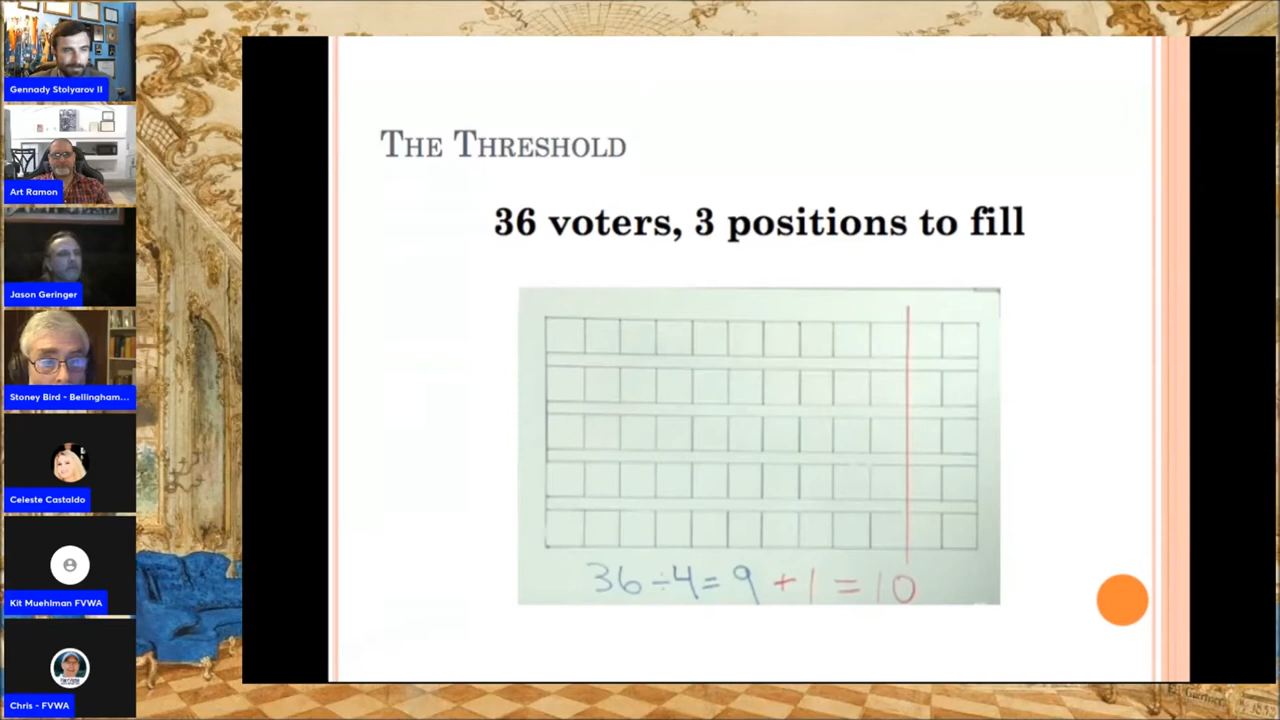 Gennady Stolyarov II
Art Ramon
Jason Geringer
Stoney Bird - Bellingham...
Celeste Castaldo
Kit Muehlman FVWA
Chris - FVWA
THE THRESHOLD
36 voters, 3 positions to fill
36÷4=9 +1=10